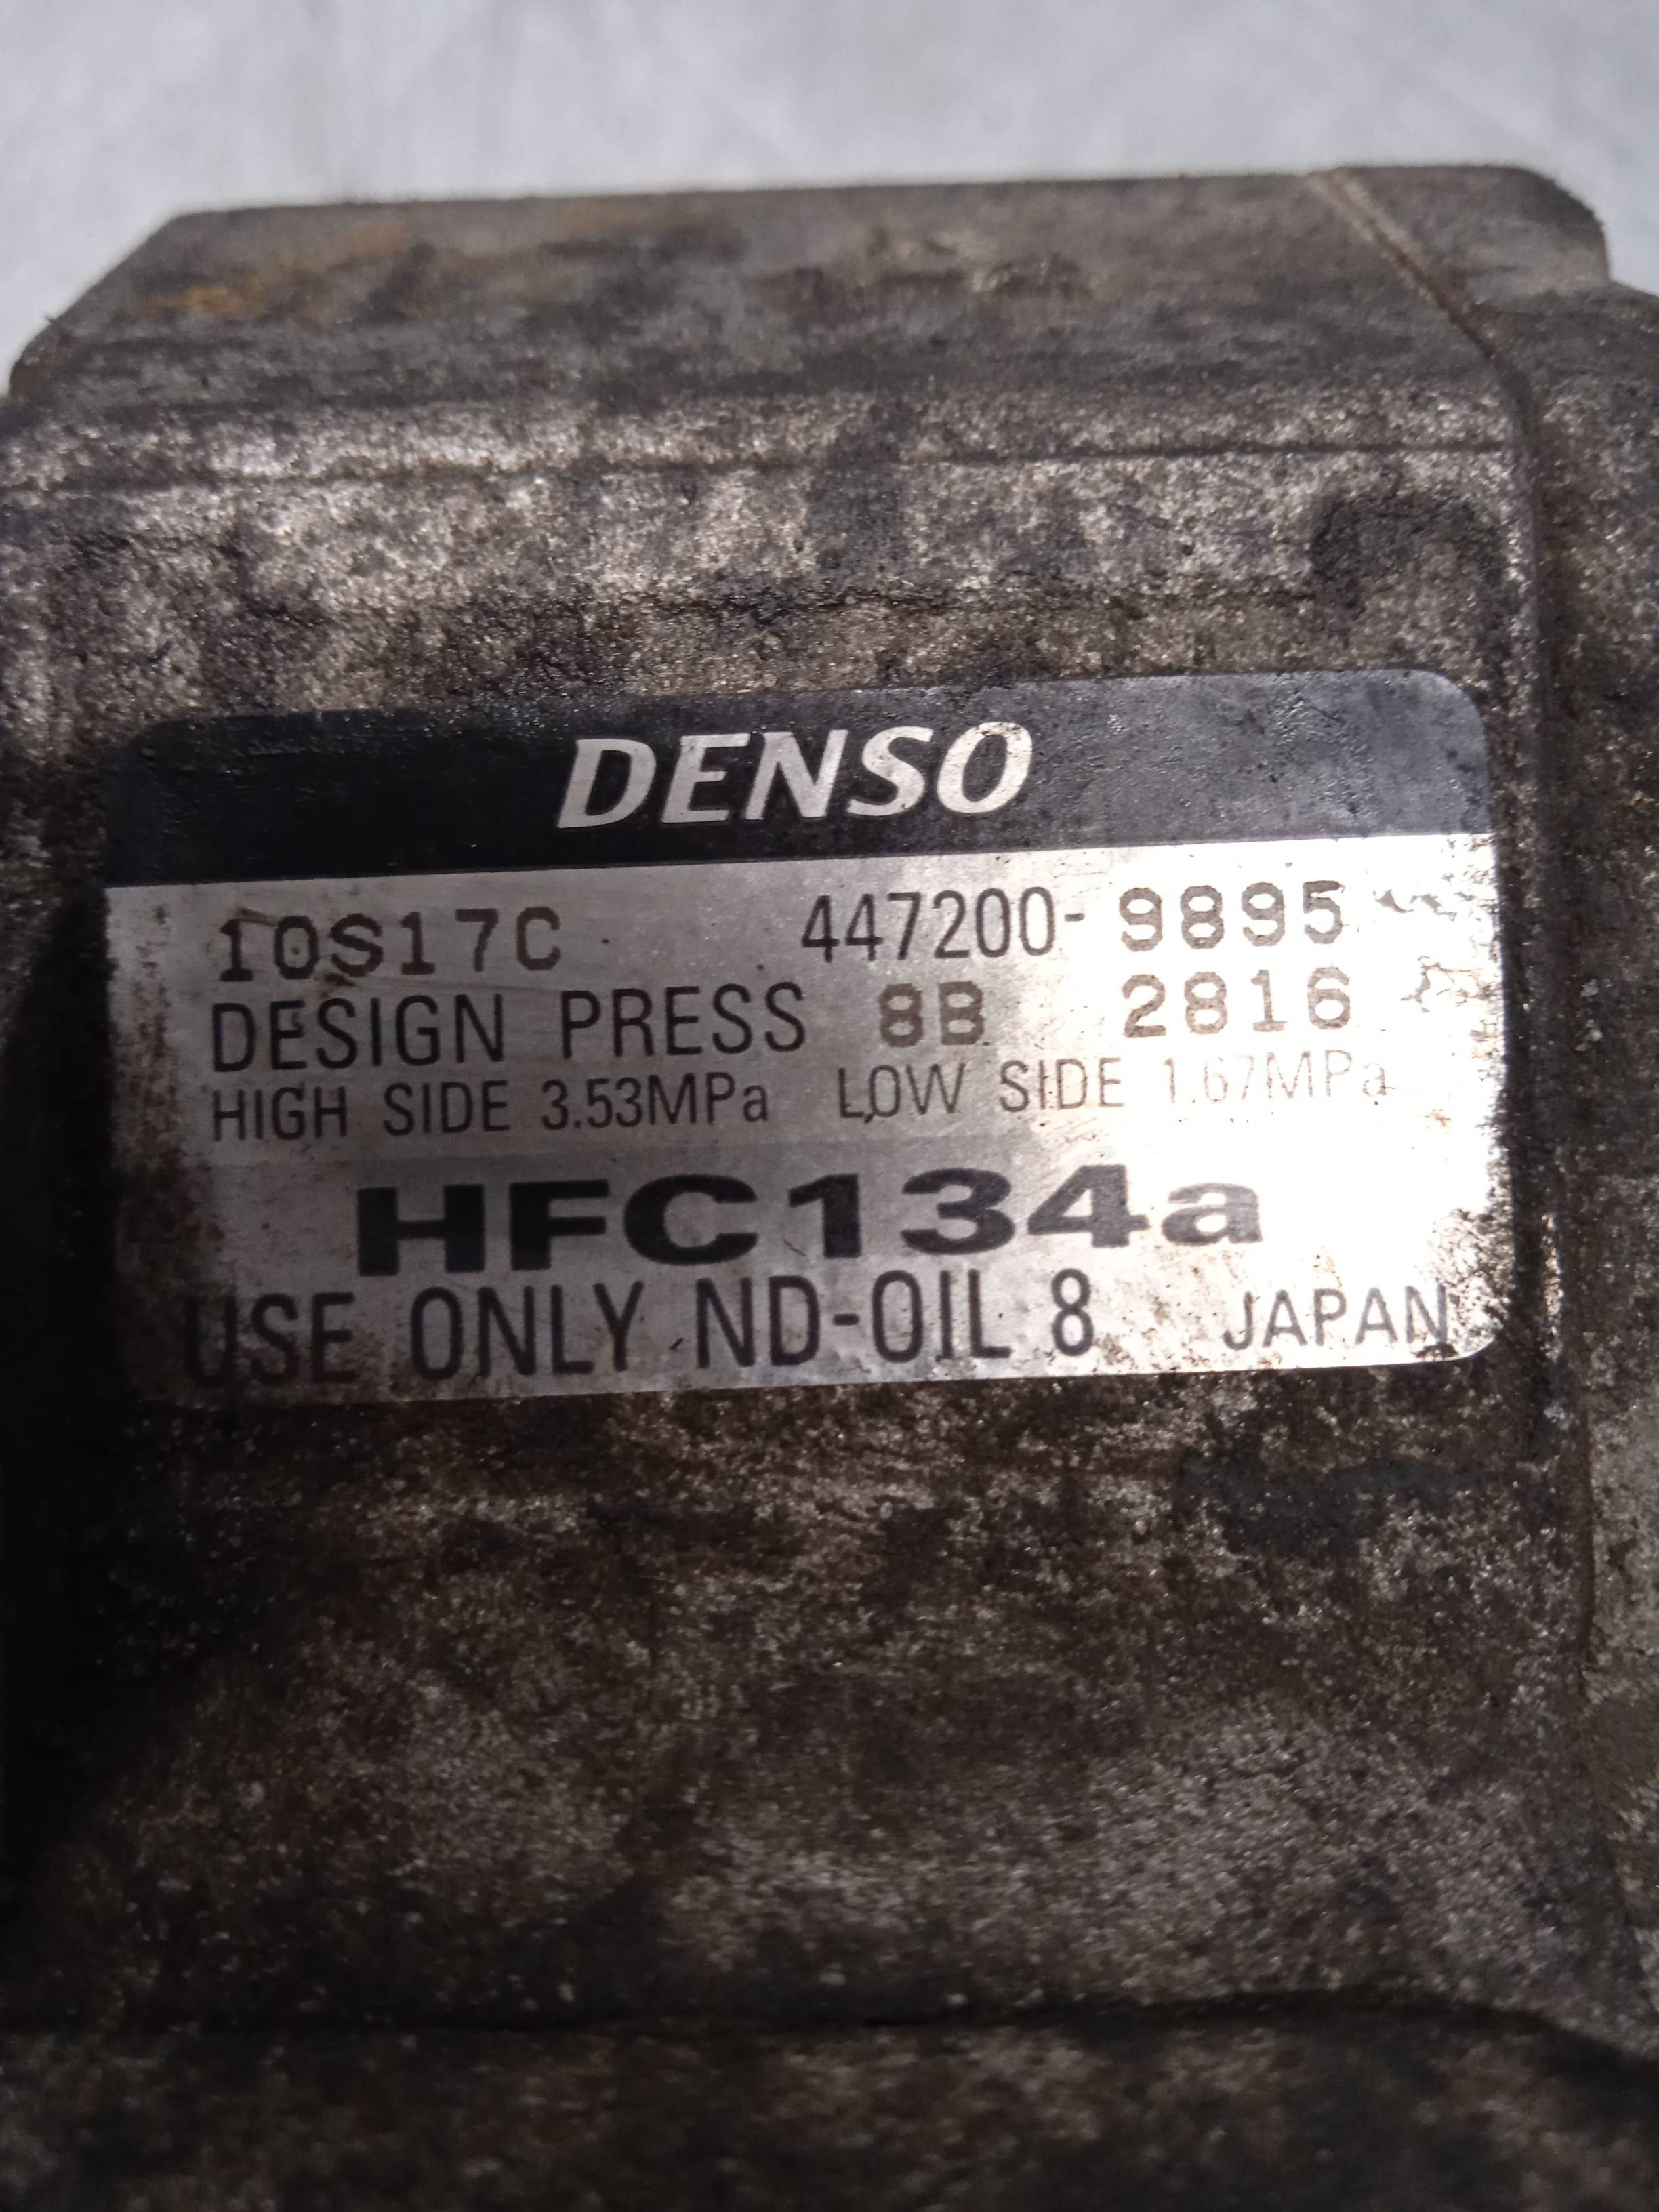 DENSO
10S17C 447200-9895
DESIGN PRESS 8B 2816
HIGH SIDE 3.53MPa LOW SIDE 1.67MPa
HFC134a
USE ONLY ND-OIL 8 JAPAN